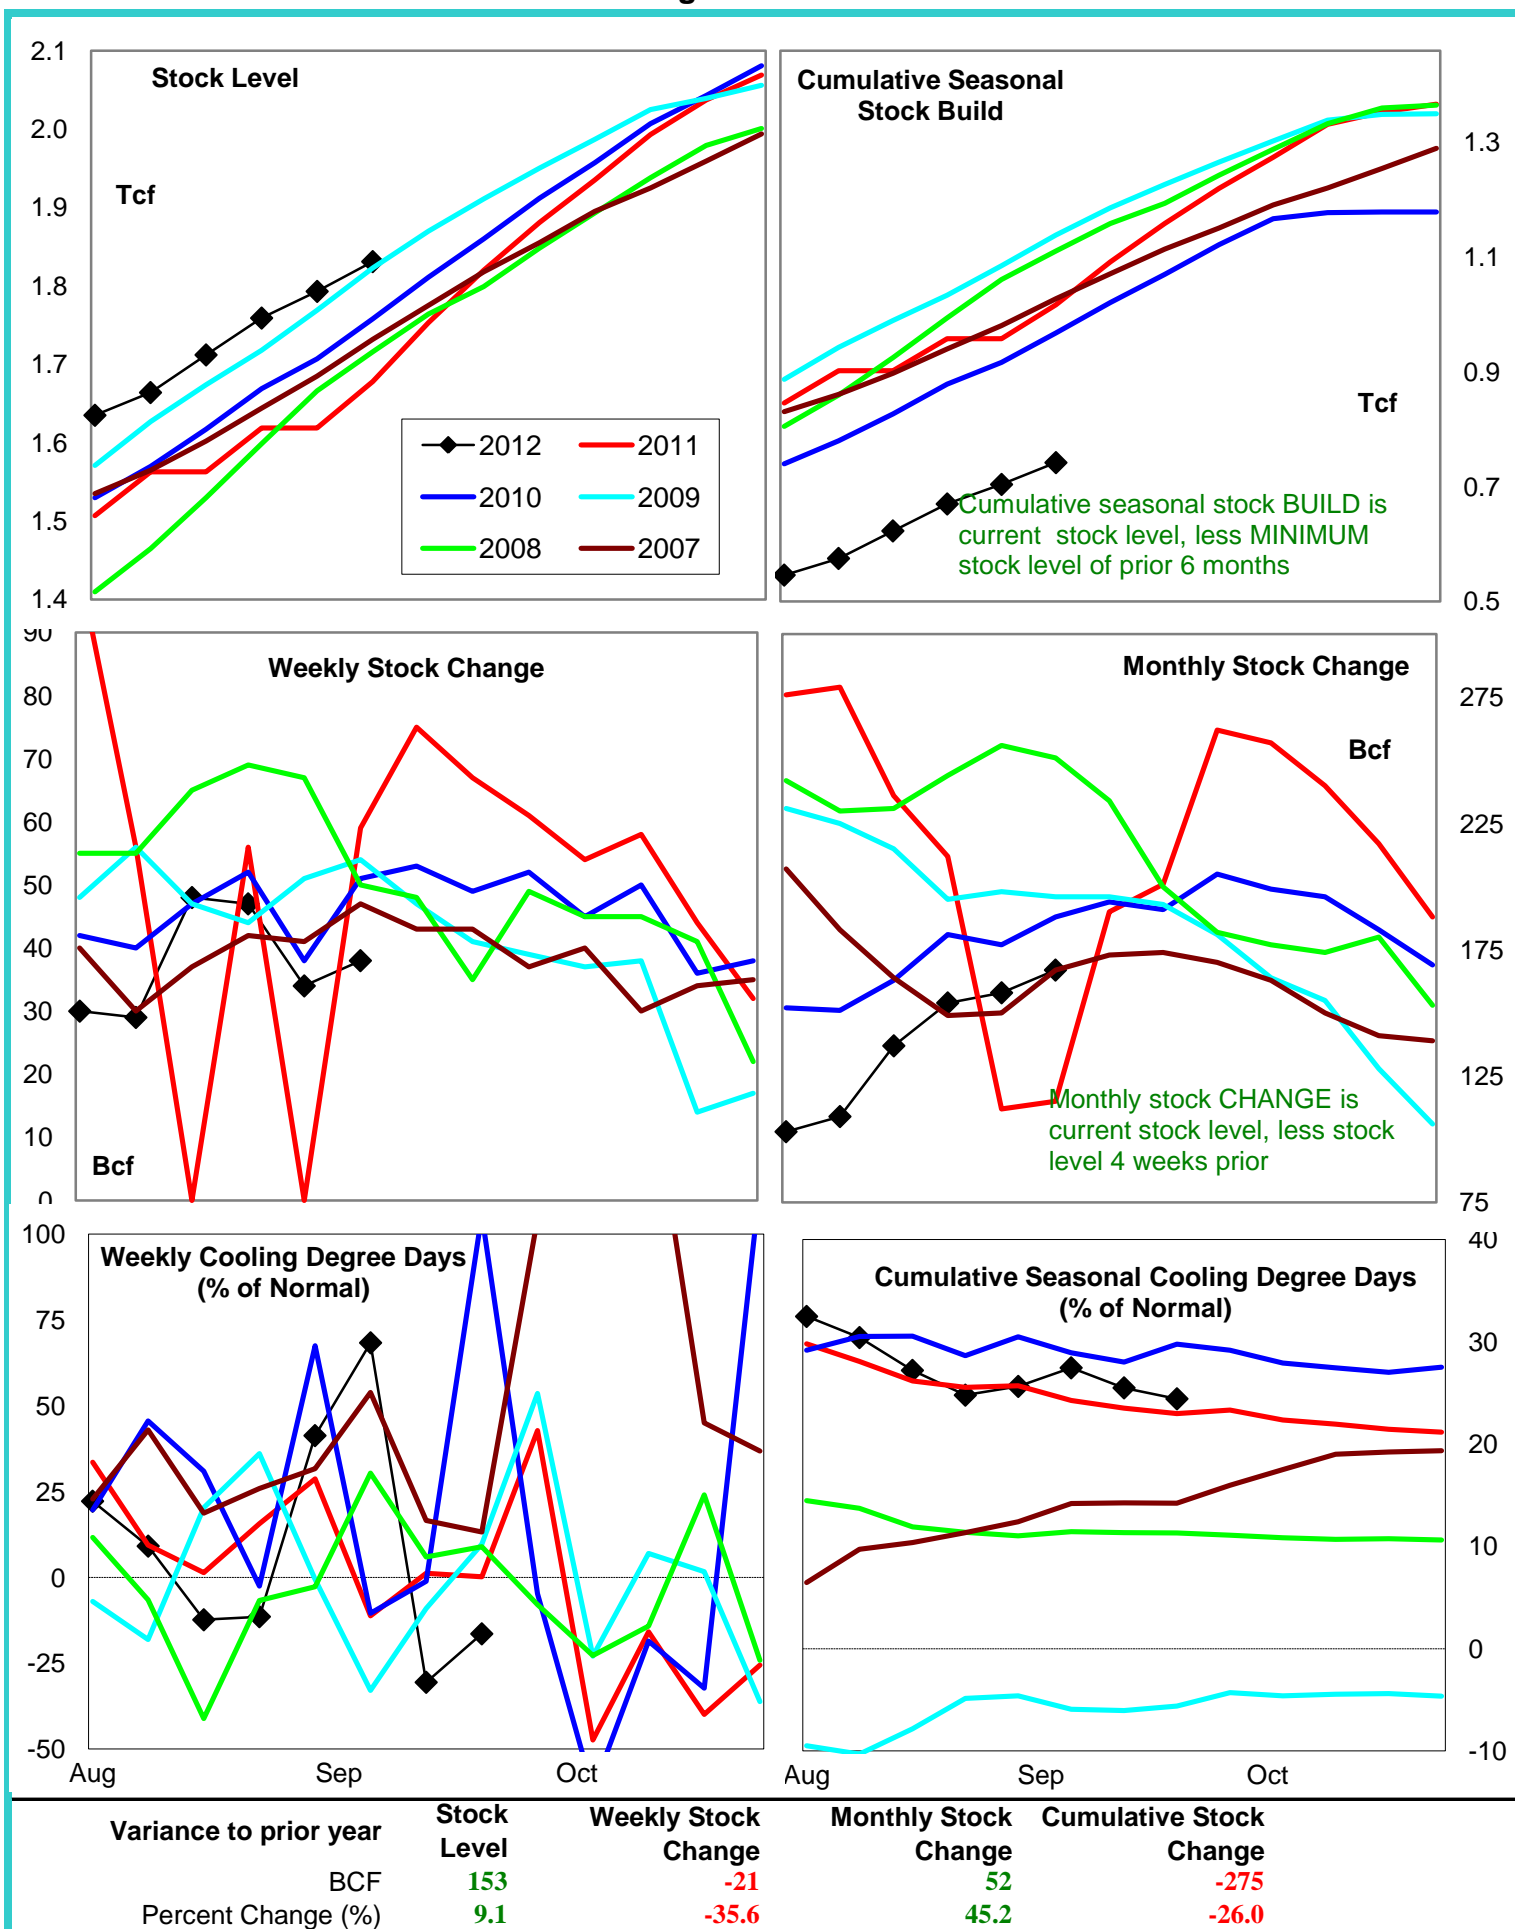 2.1
2.0
1.9
1.8
1.7
1.6
1.5
1.4
Stock Level
Tcf
2012
2011
2010
2009
2008
2007
Cumulative Seasonal
Stock Build
Tcf
Cumulative seasonal stock BUILD is
current stock level, less MINIMUM
stock level of prior 6 months
1.3
1.1
0.9
0.7
0.5
90
80
70
60
50
40
30
20
10
0
Weekly Stock Change
Bcf
Monthly Stock Change
Bcf
Monthly stock CHANGE is
current stock level, less stock
level 4 weeks prior
275
225
175
125
75
100
75
50
25
0
-25
-50
Weekly Cooling Degree Days
(% of Normal)
Aug Sep Oct
Cumulative Seasonal Cooling Degree Days
(% of Normal)
40
30
20
10
0
-10
Aug Sep Oct
Variance to prior year
Stock
Level
Weekly Stock
Change
Monthly Stock
Change
Cumulative Stock
Change
BCF 153 -21 52 -275
Percent Change (%) 9.1 -35.6 45.2 -26.0